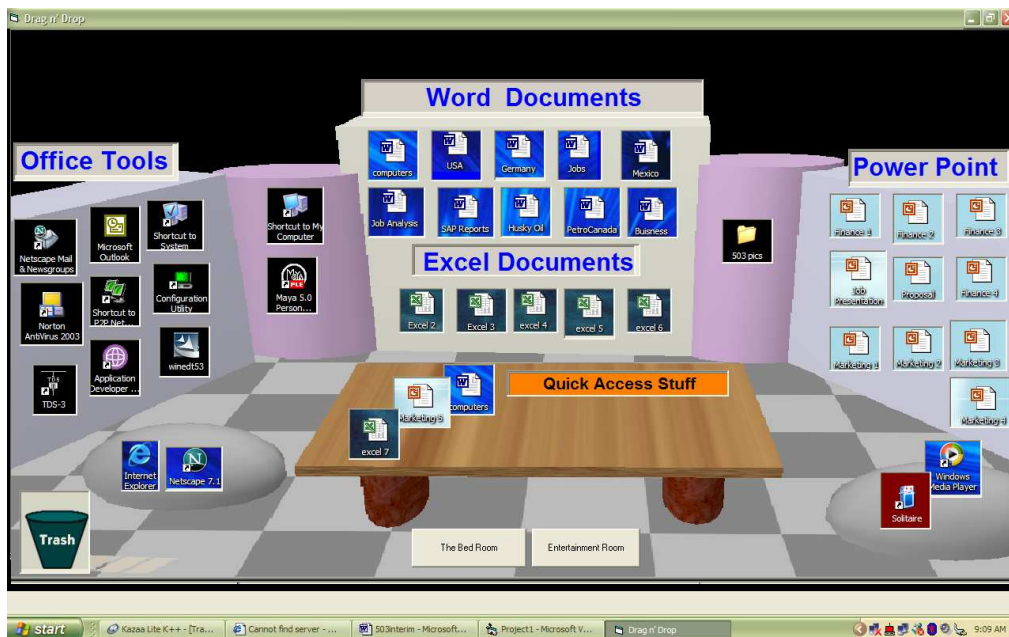 Drag n' Drop
Word Documents
computers
USA
Germany
Jobs
Mexico
Job Analysis
SAP Reports
Husky Oil
PetroCanada
Buisness
Excel Documents
Excel 2
Excel 3
excel 4
excel 5
excel 6
Office Tools
Netscape Mail
& Newsgroups
Microsoft
Outlook
Shortcut to
System
Norton
AntiVirus 2003
Shortcut to
P2P Net...
Configuration
Utility
TDS-3
Application
Developer ...
winedt53
Shortcut to My
Computer
Maya 5.0
Person...
503 pics
Power Point
Finance 1
Finance 2
Finance 3
Job
Presentation
Proposal
Finance 4
Marketing 1
Marketing 2
Marketing 3
Marketing 4
Quick Access Stuff
computers
Marketing 5
excel 7
Internet
Explorer
Netscape 7.1
Windows
Media Player
Solitaire
Trash
The Bed Room
Entertainment Room
start
Kazaa Lite K++ - [Tra...
Cannot find server - ...
503interim - Microsoft...
Project1 - Microsoft V...
Drag n' Drop
9:09 AM